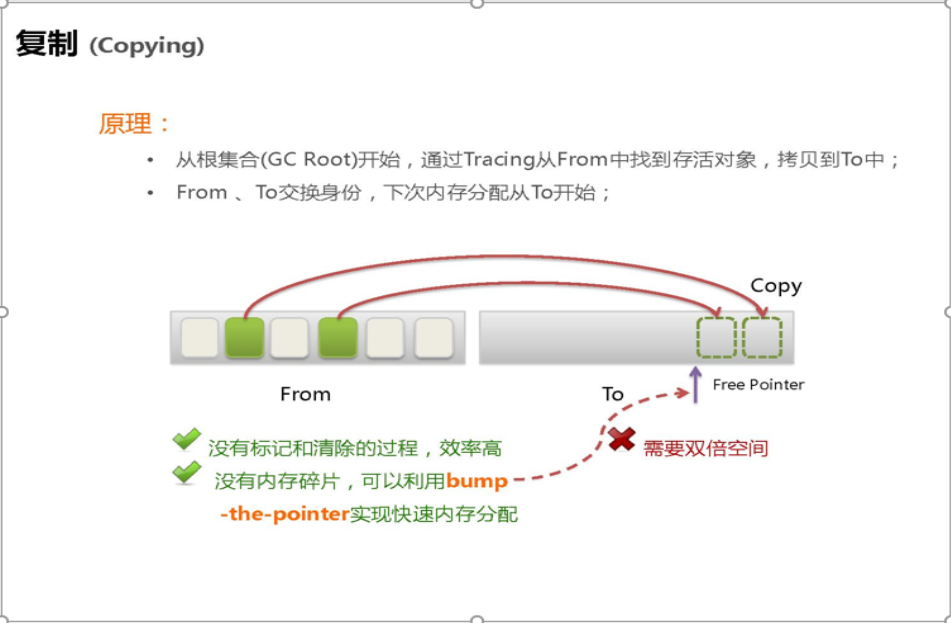 复制 (Copying)
原理：
• 从根集合(GC Root)开始，通过Tracing从From中找到存活对象，拷贝到To中；
• From 、To交换身份，下次内存分配从To开始；
Copy
From
To
Free Pointer
没有标记和清除的过程，效率高
需要双倍空间
没有内存碎片，可以利用bump
-the-pointer实现快速内存分配